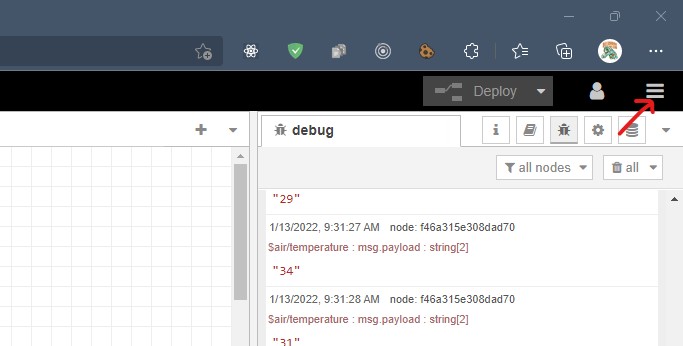 Deploy
debug
i
all nodes
all
"29"
1/13/2022, 9:31:27 AM node: f46a315e308dad70
$air/temperature : msg.payload : string[2]
"34"
1/13/2022, 9:31:28 AM node: f46a315e308dad70
$air/temperature : msg.payload : string[2]
"31"